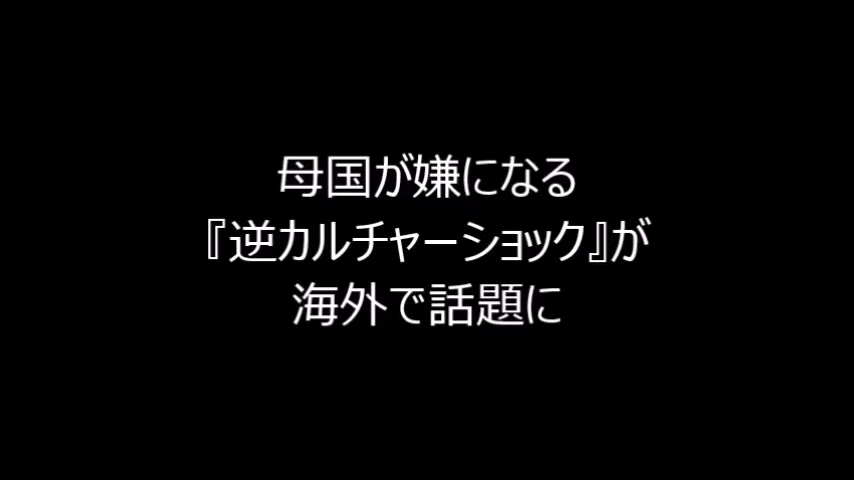 母国が嫌になる
『逆カルチャーショック』が
海外で話題に